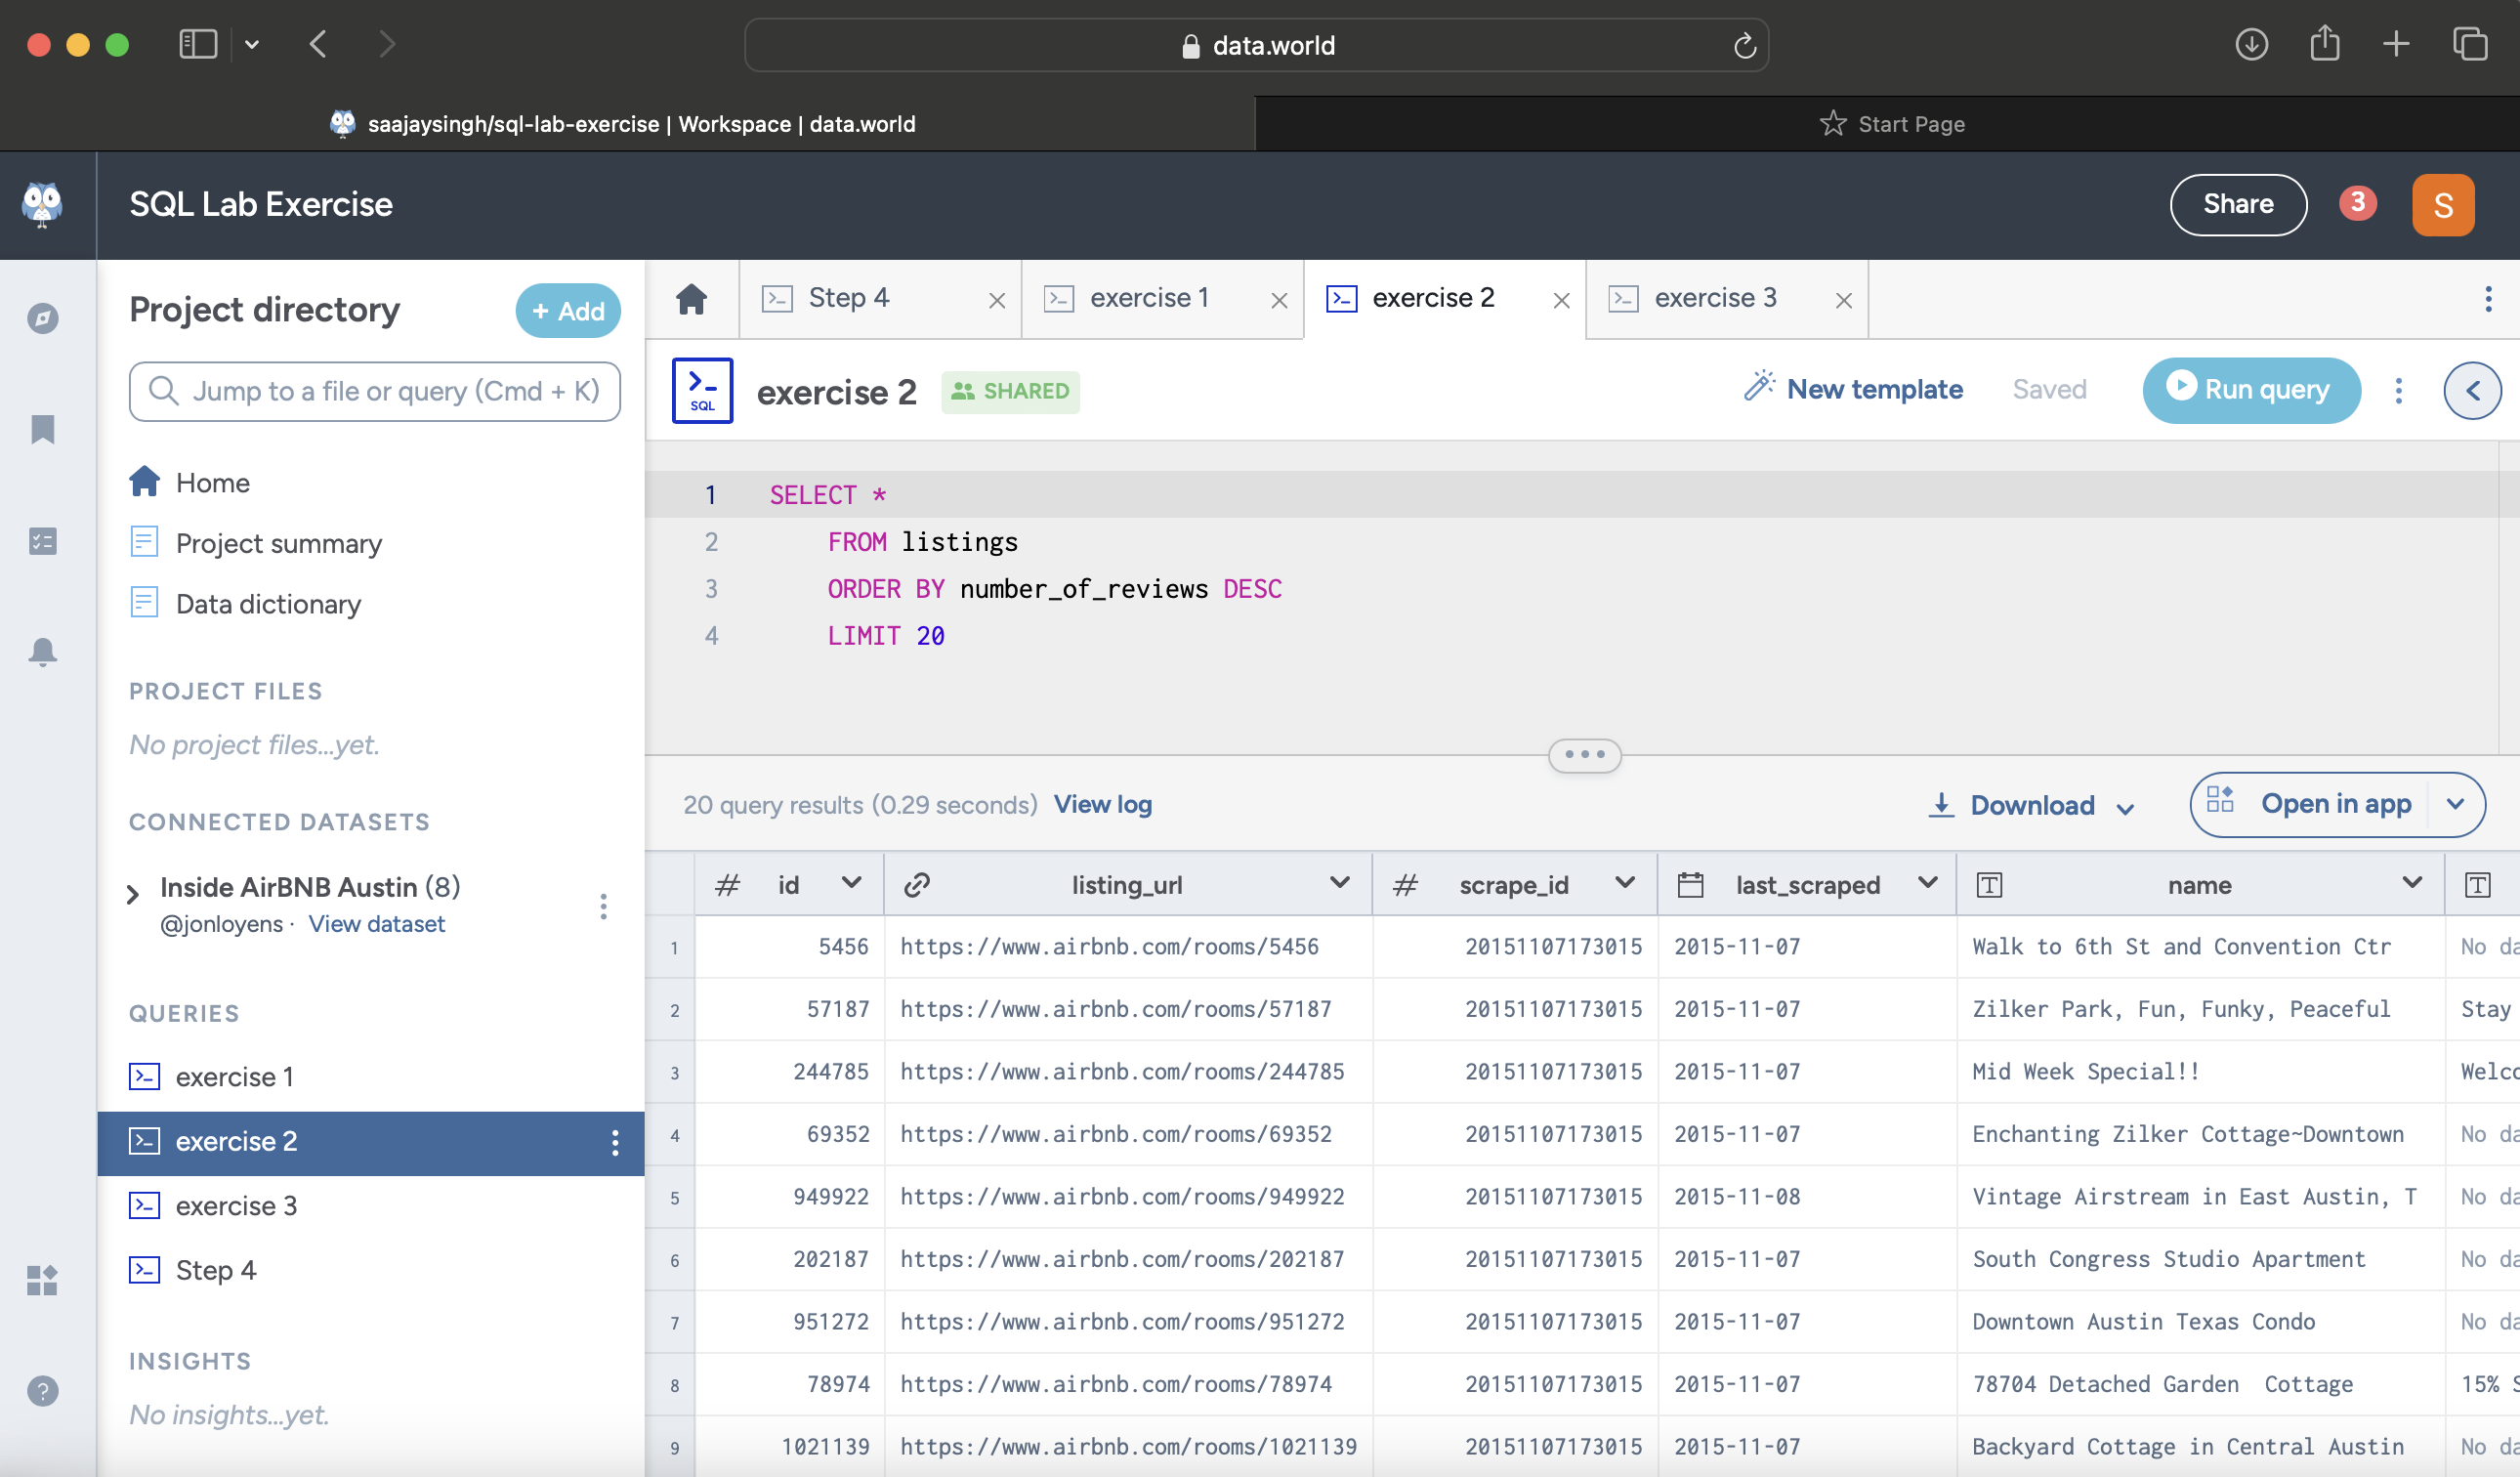 data.world
saajaysingh/sql-lab-exercise | Workspace | data.world
Start Page
SQL Lab Exercise
Share
3
S
Project directory
+ Add
Jump to a file or query (Cmd + K)
Home
Project summary
Data dictionary
PROJECT FILES
No project files...yet.
CONNECTED DATASETS
Inside AirBNB Austin (8)
@jonloyens · View dataset
QUERIES
exercise 1
exercise 2
exercise 3
Step 4
INSIGHTS
No insights...yet.
Step 4
exercise 1
exercise 2
exercise 3
SQL
exercise 2
SHARED
New template
Saved
Run query
1 SELECT *
2 FROM listings
3 ORDER BY number_of_reviews DESC
4 LIMIT 20
20 query results (0.29 seconds) View log
Download
Open in app
# id listing_url # scrape_id last_scraped T name T
1 5456 https://www.airbnb.com/rooms/5456 20151107173015 2015-11-07 Walk to 6th St and Convention Ctr No da
2 57187 https://www.airbnb.com/rooms/57187 20151107173015 2015-11-07 Zilker Park, Fun, Funky, Peaceful Stay
3 244785 https://www.airbnb.com/rooms/244785 20151107173015 2015-11-07 Mid Week Special!! Welco
4 69352 https://www.airbnb.com/rooms/69352 20151107173015 2015-11-07 Enchanting Zilker Cottage~Downtown No da
5 949922 https://www.airbnb.com/rooms/949922 20151107173015 2015-11-08 Vintage Airstream in East Austin, T No da
6 202187 https://www.airbnb.com/rooms/202187 20151107173015 2015-11-07 South Congress Studio Apartment No da
7 951272 https://www.airbnb.com/rooms/951272 20151107173015 2015-11-07 Downtown Austin Texas Condo No da
8 78974 https://www.airbnb.com/rooms/78974 20151107173015 2015-11-07 78704 Detached Garden  Cottage 15% S
9 1021139 https://www.airbnb.com/rooms/1021139 20151107173015 2015-11-07 Backyard Cottage in Central Austin No da